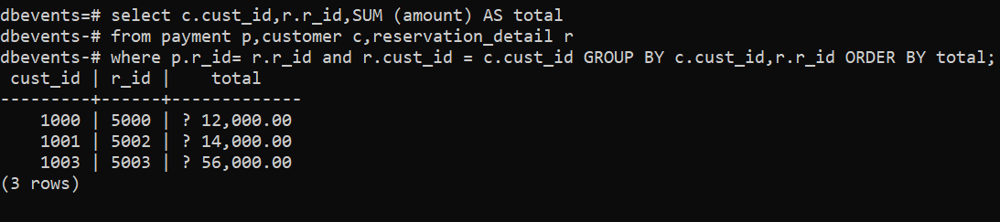 dbevents=# select c.cust_id,r.r_id,SUM (amount) AS total
dbevents-# from payment p,customer c,reservation_detail r
dbevents-# where p.r_id= r.r_id and r.cust_id = c.cust_id GROUP BY c.cust_id,r.r_id ORDER BY total;
 cust_id | r_id |    total
---------+------+-------------
    1000 | 5000 | ? 12,000.00
    1001 | 5002 | ? 14,000.00
    1003 | 5003 | ? 56,000.00
(3 rows)